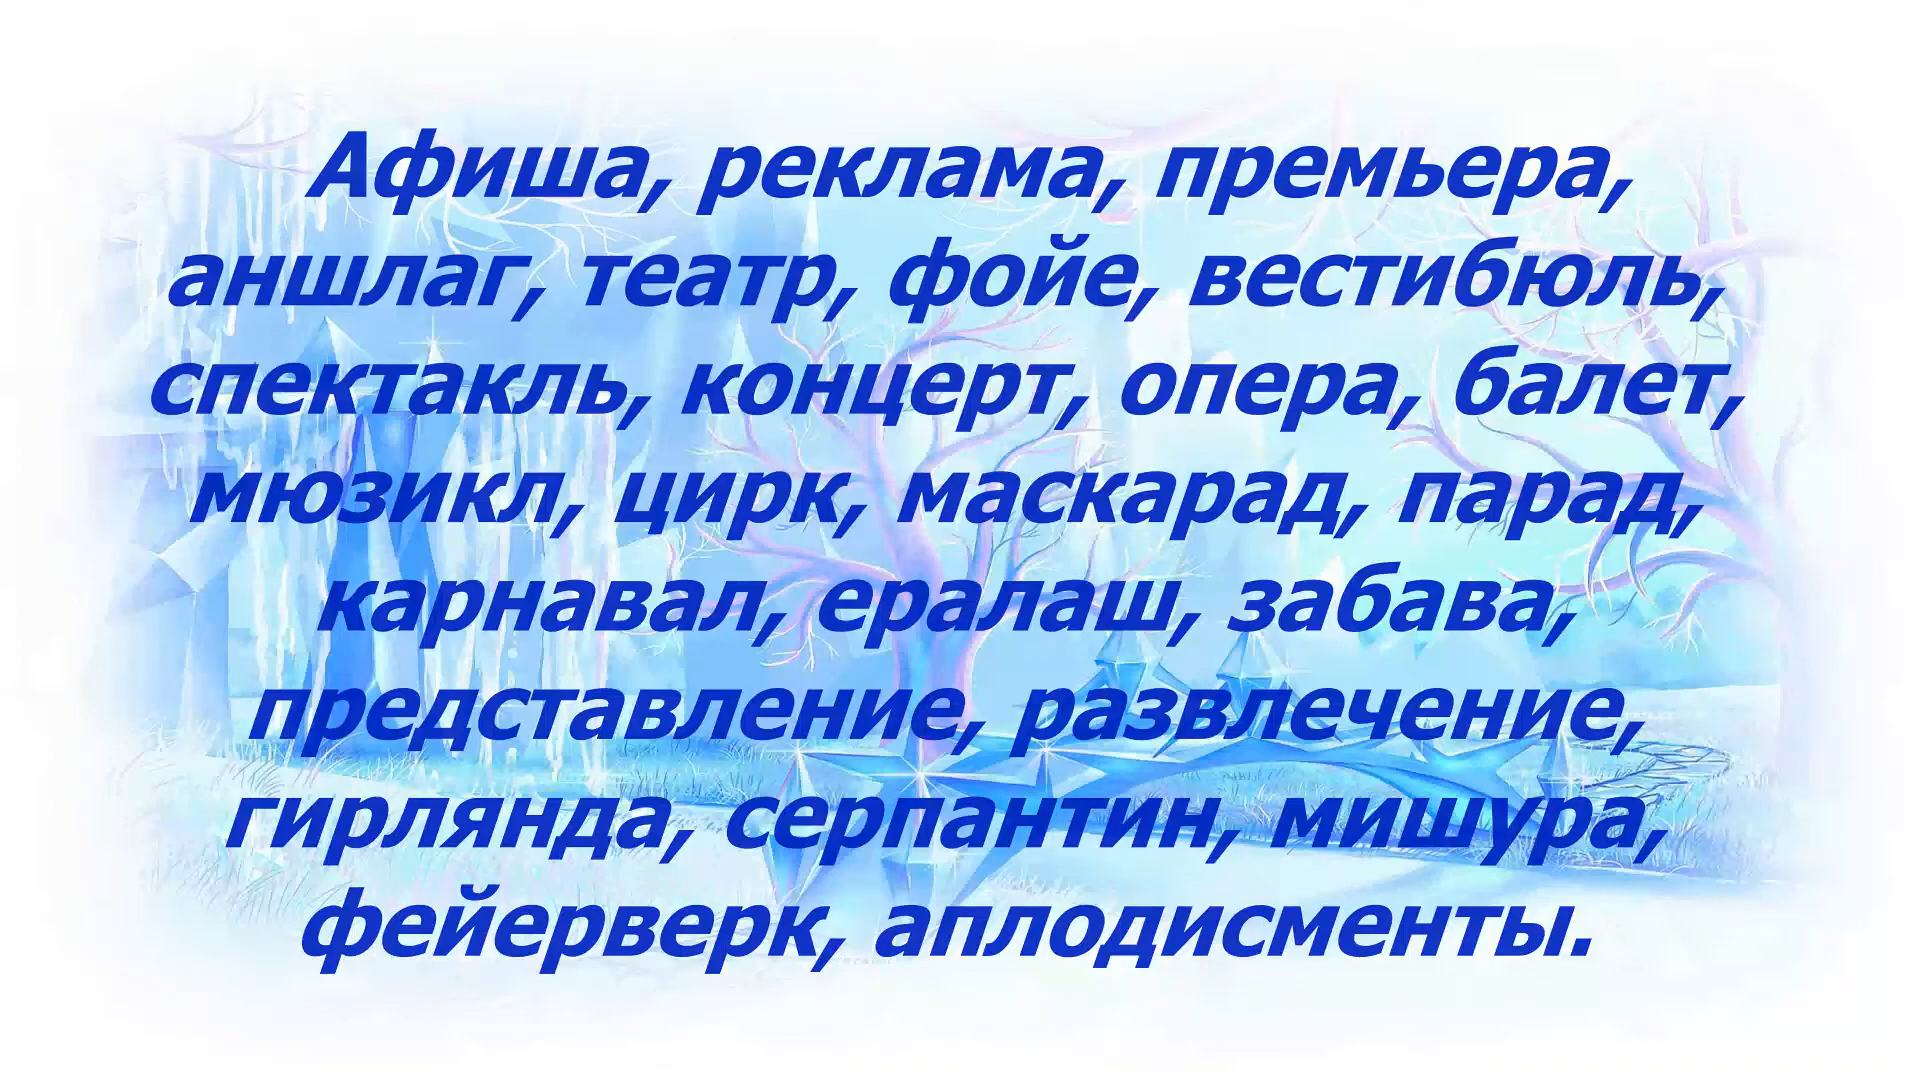 Афиша, реклама, премьера,
аншлаг, театр, фойе, вестибюль,
спектакль, концерт, опера, балет,
мюзикл, цирк, маскарад, парад,
карнавал, ералаш, забава,
представление, развлечение,
гирлянда, серпантин, мишура,
фейерверк, аплодисменты.